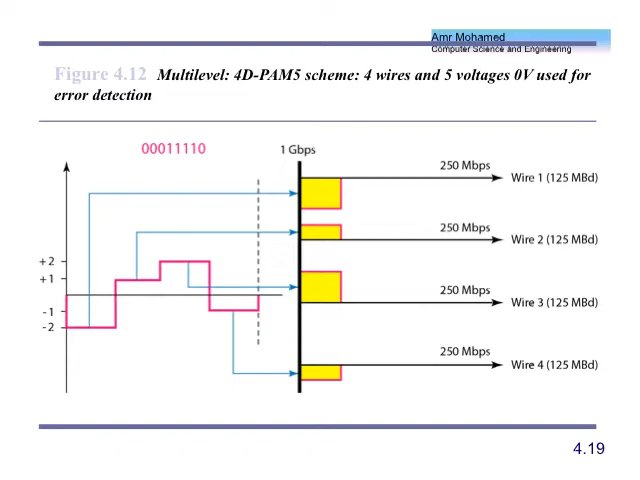 Amr Mohamed
Computer Science and Engineering
Figure 4.12 Multilevel: 4D-PAM5 scheme: 4 wires and 5 voltages 0V used for
error detection
00011110
1 Gbps
250 Mbps
Wire 1 (125 MBd)
250 Mbps
Wire 2 (125 MBd)
+2
+1
-1
-2
250 Mbps
Wire 3 (125 MBd)
250 Mbps
Wire 4 (125 MBd)
4.19